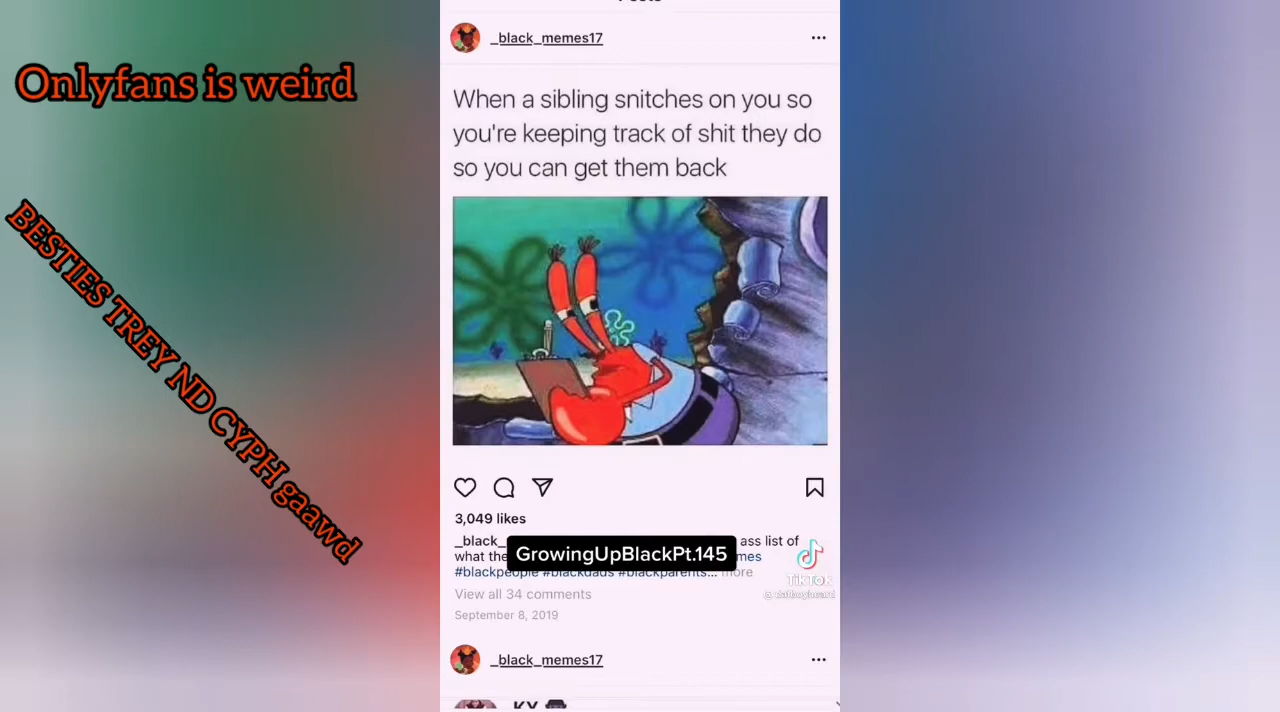 Posts
_black_memes17
Onlyfans is weird
When a sibling snitches on you so
you're keeping track of shit they do
so you can get them back
BESTIES TREY ND CYPH gaawd
3,049 likes
_black_ ass list of
what the mes
GrowingUpBlackPt.145
#blackpeople #blackdads #blackparents... more
TikTok
View all 34 comments
September 8, 2019
_black_memes17
KY